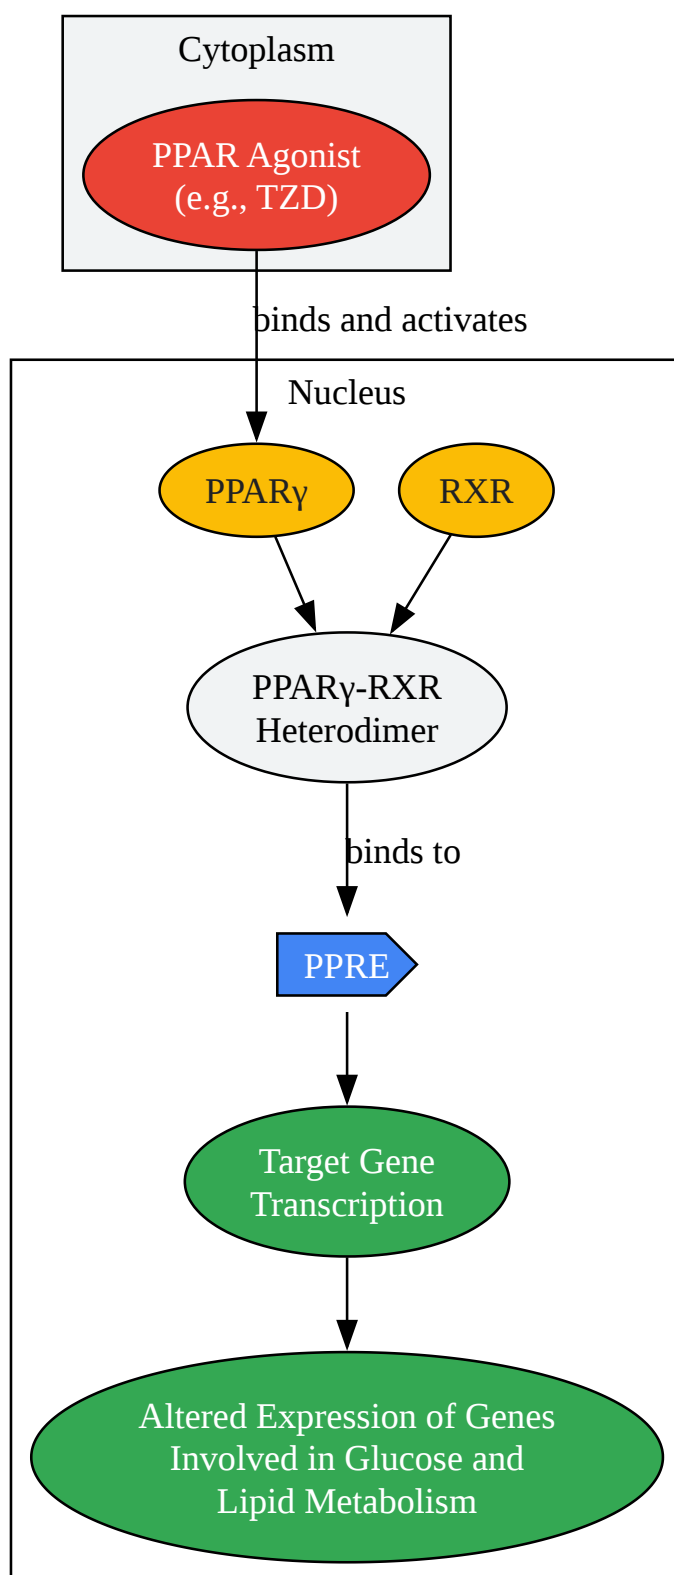 Cytoplasm
PPAR Agonist
(e.g., TZD)
binds and activates
Nucleus
PPARγ
RXR
PPARγ-RXR
Heterodimer
binds to
PPRE
Target Gene
Transcription
Altered Expression of Genes
Involved in Glucose and
Lipid Metabolism